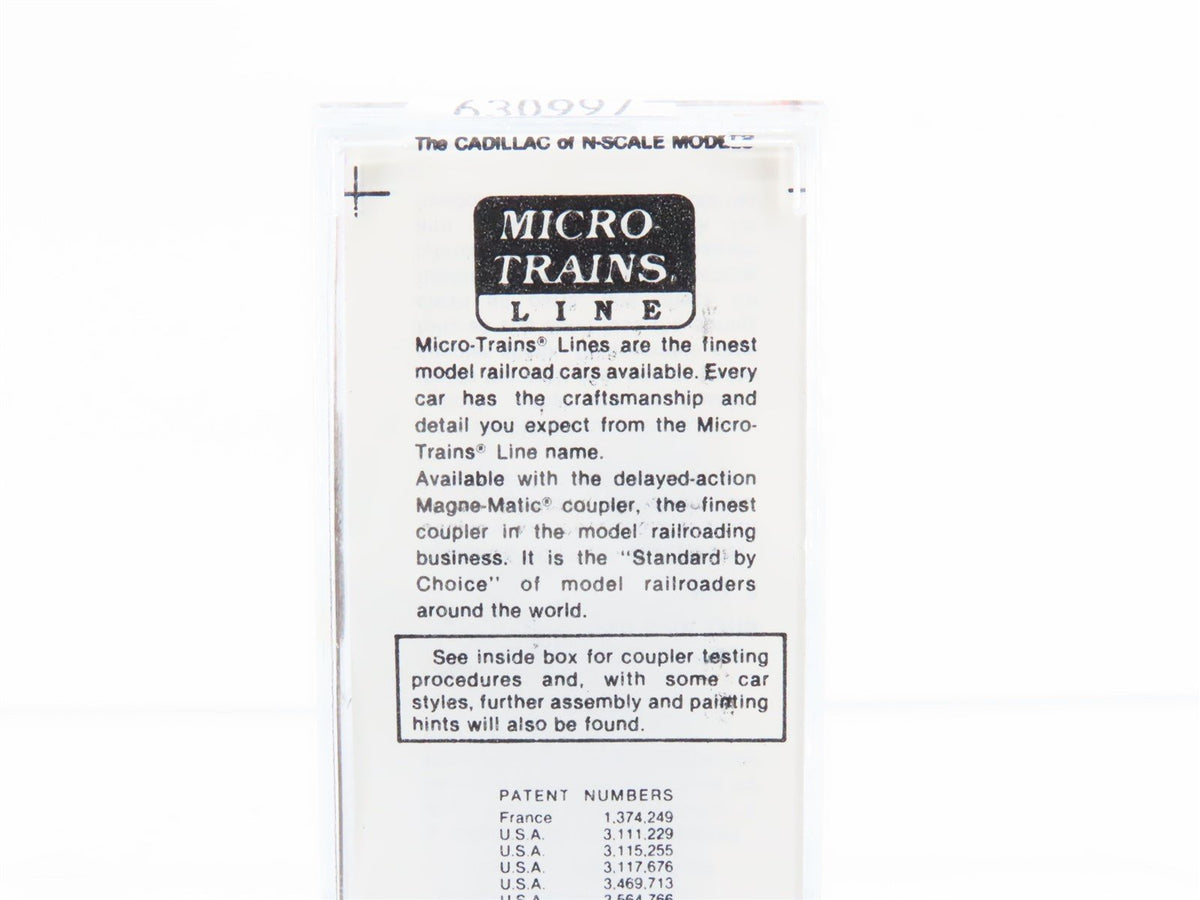 630997
The CADILLAC of N-SCALE MODELS
MICRO-
TRAINS®
LINE
Micro-Trains® Lines are the finest
model railroad cars available. Every
car has the craftsmanship and
detail you expect from the Micro-
Trains® Line name.
Available with the delayed-action
Magne-Matic® coupler, the finest
coupler in the model railroading
business. It is the "Standard by
Choice" of model railroaders
around the world.
See inside box for coupler testing
procedures and, with some car
styles, further assembly and painting
hints will also be found.
PATENT NUMBERS
France 1,374,249
U.S.A. 3,111,229
U.S.A. 3,115,255
U.S.A. 3,117,676
U.S.A. 3,469,713
U.S.A. 3,564,766